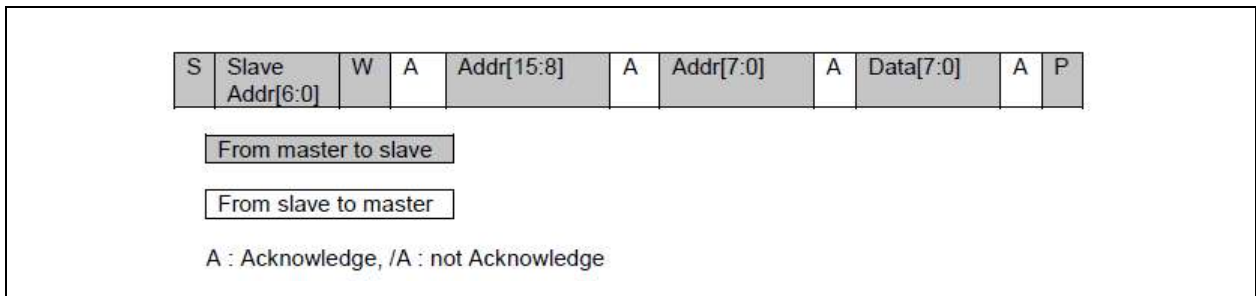 S Slave Addr[6:0] W A Addr[15:8] A Addr[7:0] A Data[7:0] A P
From master to slave
From slave to master
A : Acknowledge, /A : not Acknowledge